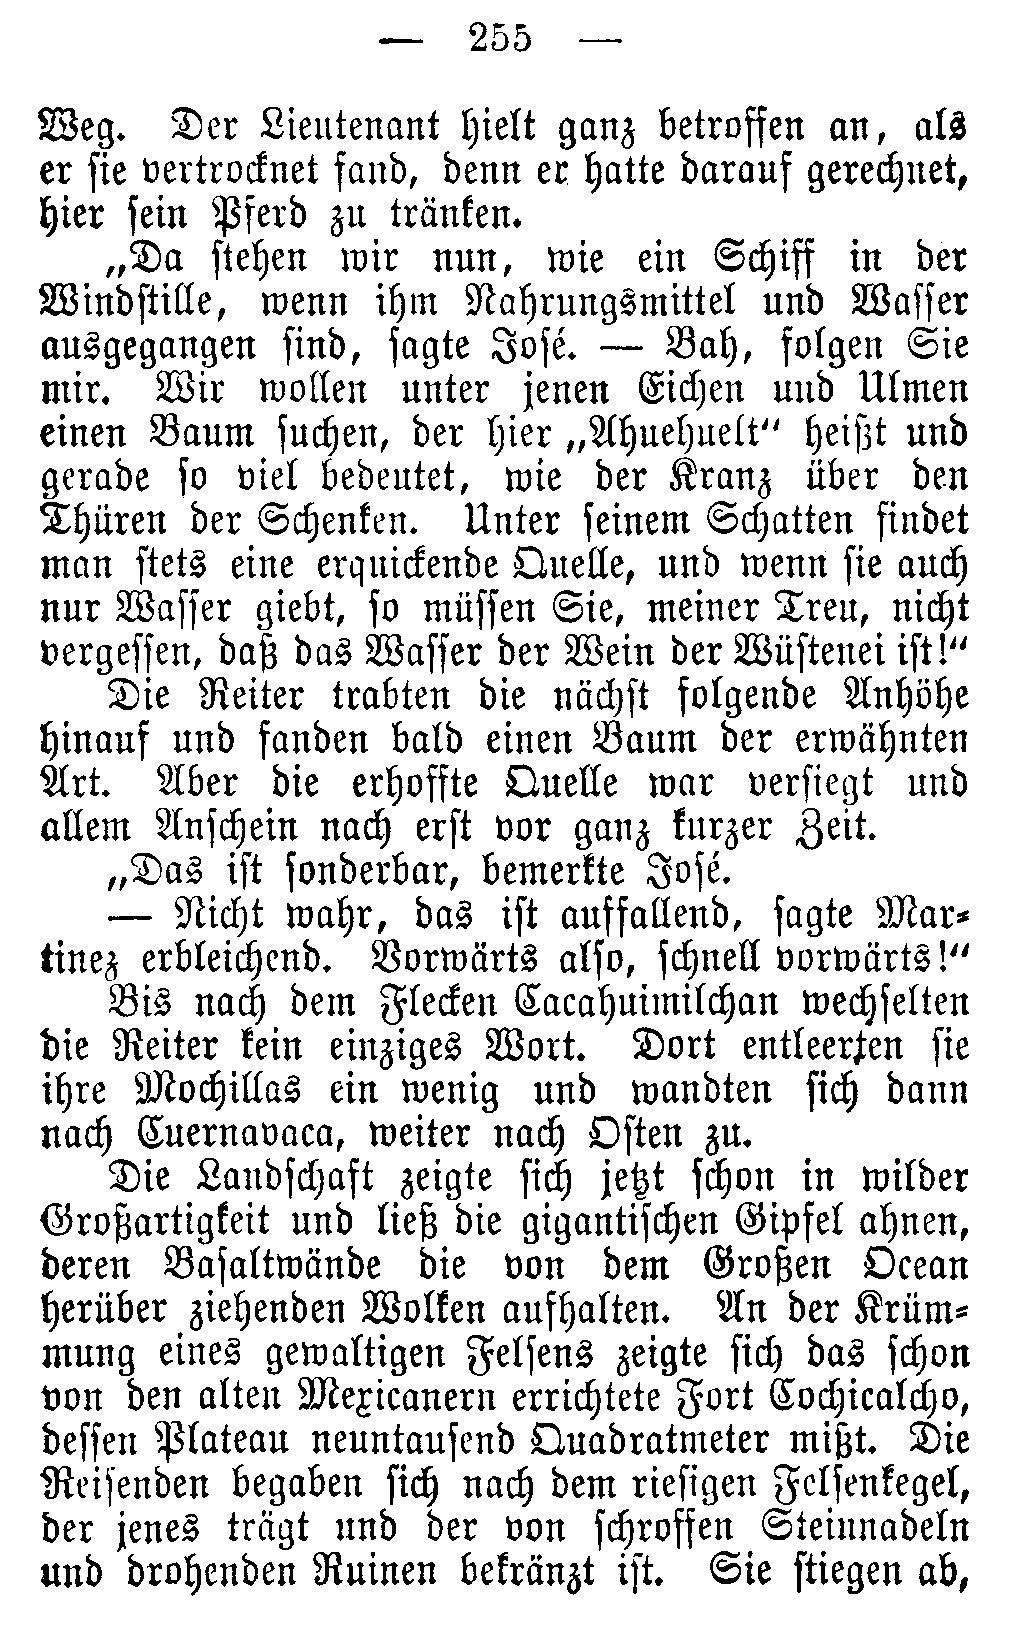 — 255 —
Weg. Der Lieutenant hielt ganz betroffen an, als
er sie vertrocknet fand, denn er hatte darauf gerechnet,
hier sein Pferd zu tränken.
„Da stehen wir nun, wie ein Schiff in der
Windstille, wenn ihm Nahrungsmittel und Wasser
ausgegangen sind, sagte José. — Bah, folgen Sie
mir. Wir wollen unter jenen Eichen und Ulmen
einen Baum suchen, der hier „Ahuehuelt“ heißt und
gerade so viel bedeutet, wie der Kranz über den
Thüren der Schenken. Unter seinem Schatten findet
man stets eine erquickende Quelle, und wenn sie auch
nur Wasser giebt, so müssen Sie, meiner Treu, nicht
vergessen, daß das Wasser der Wein der Wüstenei ist!“
Die Reiter trabten die nächst folgende Anhöhe
hinauf und fanden bald einen Baum der erwähnten
Art. Aber die erhoffte Quelle war versiegt und
allem Anschein nach erst vor ganz kurzer Zeit.
„Das ist sonderbar, bemerkte José.
— Nicht wahr, das ist auffallend, sagte Mar-
tinez erbleichend. Vorwärts also, schnell vorwärts!“
Bis nach dem Flecken Cacahuimilchan wechselten
die Reiter kein einziges Wort. Dort entleerten sie
ihre Mochillas ein wenig und wandten sich dann
nach Cuernavaca, weiter nach Osten zu.
Die Landschaft zeigte sich jetzt schon in wilder
Großartigkeit und ließ die gigantischen Gipfel ahnen,
deren Basaltwände die von dem Großen Ocean
herüber ziehenden Wolken aufhalten. An der Krüm-
mung eines gewaltigen Felsens zeigte sich das schon
von den alten Mexicanern errichtete Fort Cochicalcho,
dessen Plateau neuntausend Quadratmeter mißt. Die
Reisenden begaben sich nach dem riesigen Felsenkegel,
der jenes trägt und der von schroffen Steinnadeln
und drohenden Ruinen bekränzt ist. Sie stiegen ab,